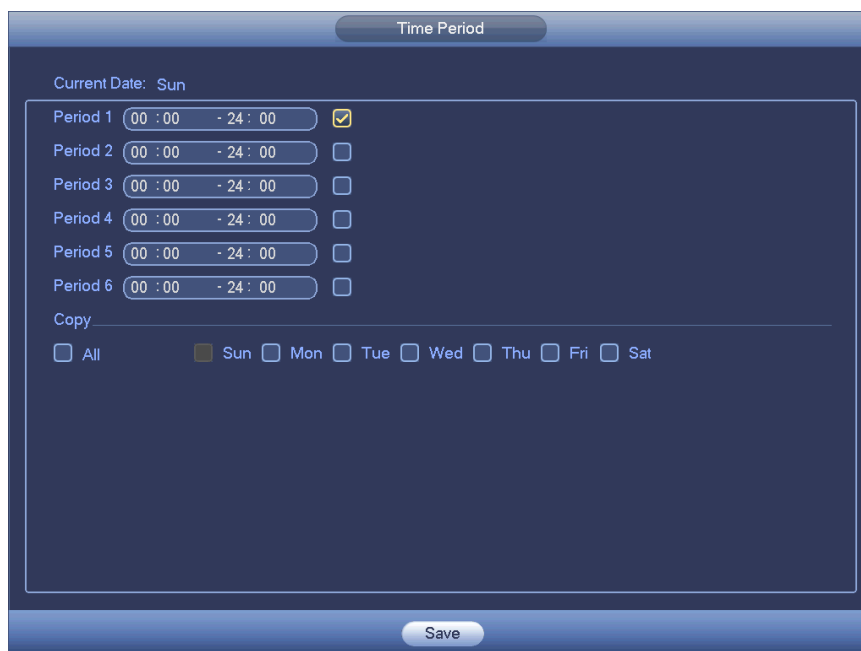 Time Period
Current Date: Sun
Period 1 00 :00 - 24 : 00
Period 2 00 :00 - 24 : 00
Period 3 00 :00 - 24 : 00
Period 4 00 :00 - 24 : 00
Period 5 00 :00 - 24 : 00
Period 6 00 :00 - 24 : 00
Copy
All Sun Mon Tue Wed Thu Fri Sat
Save